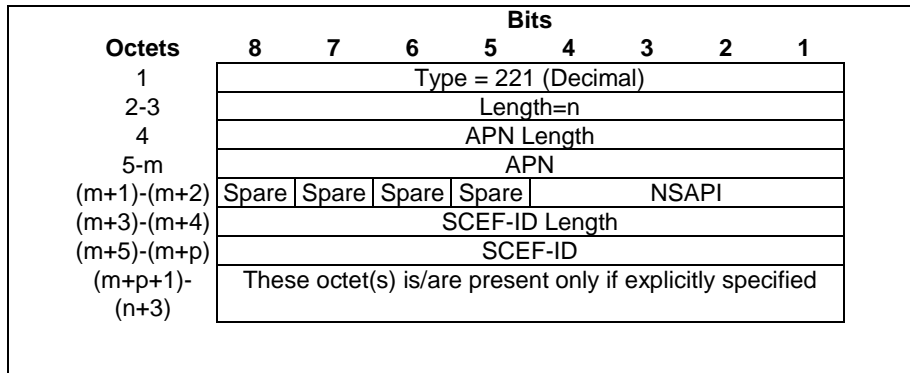 Bits
Octets 8 7 6 5 4 3 2 1
1 Type = 221 (Decimal)
2-3 Length=n
4 APN Length
5-m APN
(m+1)-(m+2) Spare Spare Spare Spare NSAPI
(m+3)-(m+4) SCEF-ID Length
(m+5)-(m+p) SCEF-ID
(m+p+1)- These octet(s) is/are present only if explicitly specified
(n+3)